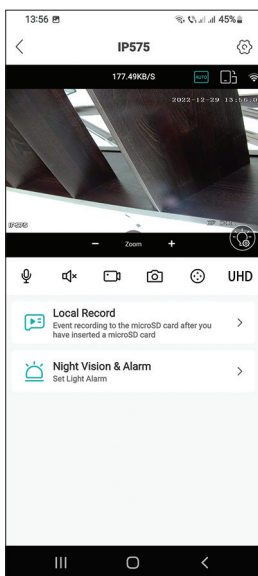 13:56 45%
IP575
177.49KB/S AUTO
2022-12-29 13:56:0
IP575
Zoom
UHD
Local Record
Event recording to the microSD card after you
have inserted a microSD card
Night Vision & Alarm
Set Light Alarm